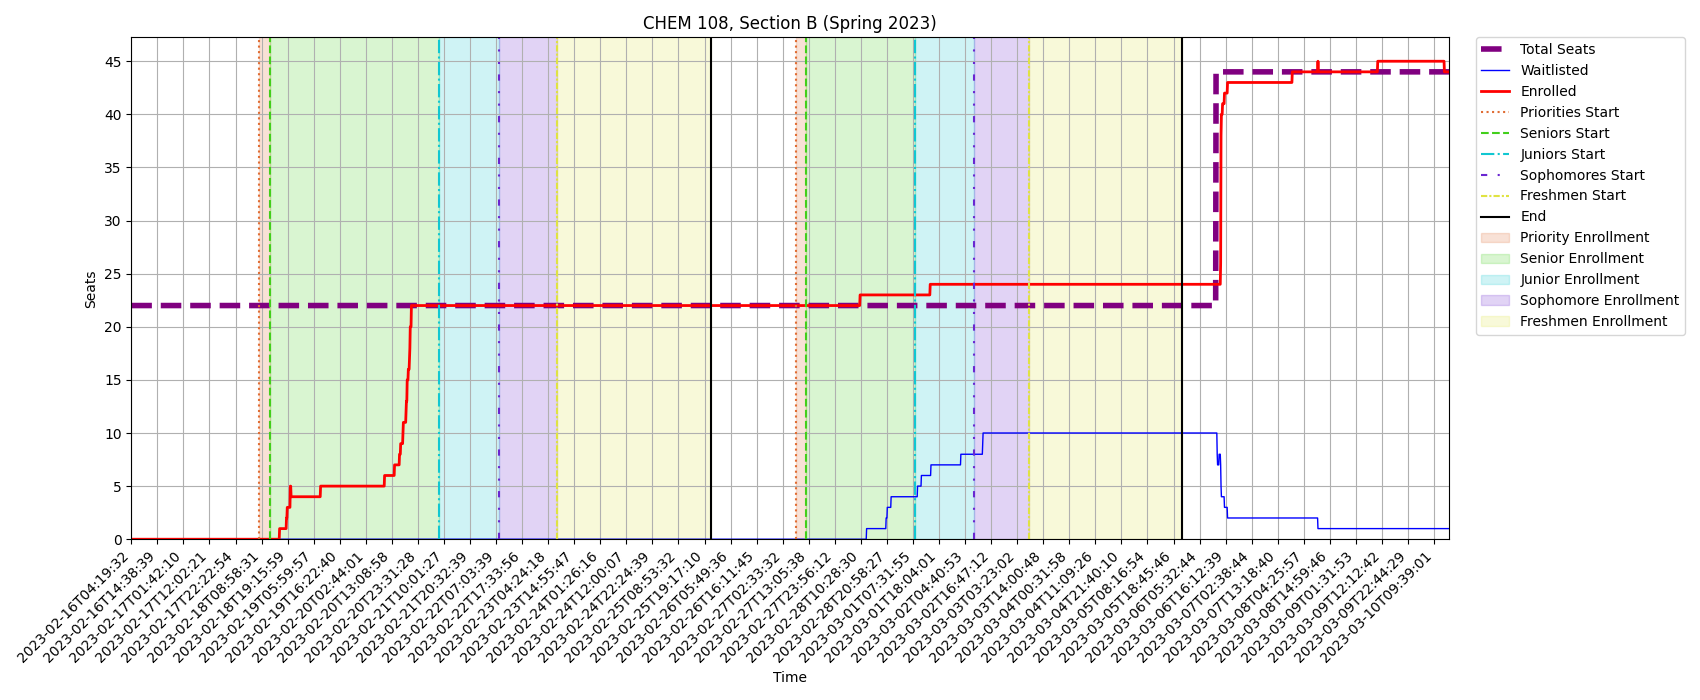 CHEM 108, Section B (Spring 2023)
Seats
45
40
35
30
25
20
15
10
5
0
2023-02-16T04:19:32
2023-02-16T14:38:39
2023-02-17T01:42:10
2023-02-17T12:02:21
2023-02-17T22:22:54
2023-02-18T08:58:31
2023-02-18T19:15:59
2023-02-19T05:59:57
2023-02-19T16:22:40
2023-02-20T02:44:01
2023-02-20T13:08:58
2023-02-20T23:31:28
2023-02-21T10:01:27
2023-02-21T20:32:39
2023-02-22T07:03:39
2023-02-22T17:33:56
2023-02-23T04:24:18
2023-02-23T14:55:47
2023-02-24T01:26:16
2023-02-24T12:00:07
2023-02-24T22:24:39
2023-02-25T08:53:32
2023-02-25T19:17:10
2023-02-26T05:49:36
2023-02-26T16:11:45
2023-02-27T02:33:32
2023-02-27T13:05:38
2023-02-27T23:56:12
2023-02-28T10:28:30
2023-02-28T20:58:27
2023-03-01T07:31:55
2023-03-01T18:04:01
2023-03-02T04:40:53
2023-03-02T16:47:12
2023-03-03T03:23:02
2023-03-03T14:00:48
2023-03-04T00:31:58
2023-03-04T11:09:26
2023-03-04T21:40:10
2023-03-05T08:16:54
2023-03-05T18:45:46
2023-03-06T05:32:44
2023-03-06T16:12:39
2023-03-07T02:38:44
2023-03-07T13:18:40
2023-03-08T04:25:57
2023-03-08T14:59:46
2023-03-09T01:31:53
2023-03-09T12:12:42
2023-03-09T22:44:29
2023-03-10T09:39:01
Time
Total Seats
Waitlisted
Enrolled
Priorities Start
Seniors Start
Juniors Start
Sophomores Start
Freshmen Start
End
Priority Enrollment
Senior Enrollment
Junior Enrollment
Sophomore Enrollment
Freshmen Enrollment